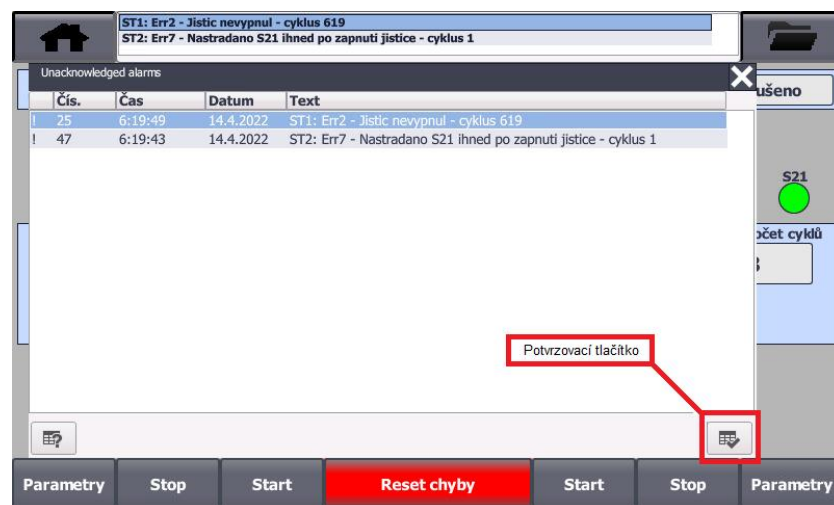 ST1: Err2 - Jistic nevypnul - cyklus 619
ST2: Err7 - Nastradano S21 ihned po zapnuti jistice - cyklus 1
Unacknowledged alarms
ušeno
Čís. Čas Datum Text
! 25 6:19:49 14.4.2022 ST1: Err2 - Jistic nevypnul - cyklus 619
! 47 6:19:43 14.4.2022 ST2: Err7 - Nastradano S21 ihned po zapnuti jistice - cyklus 1
S21
očet cyklů
Potvrzovací tlačítko
Parametry Stop Start Reset chyby Start Stop Parametry